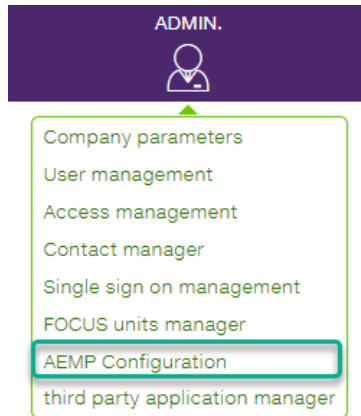 ADMIN.
Company parameters
User management
Access management
Contact manager
Single sign on management
FOCUS units manager
AEMP Configuration
third party application manager